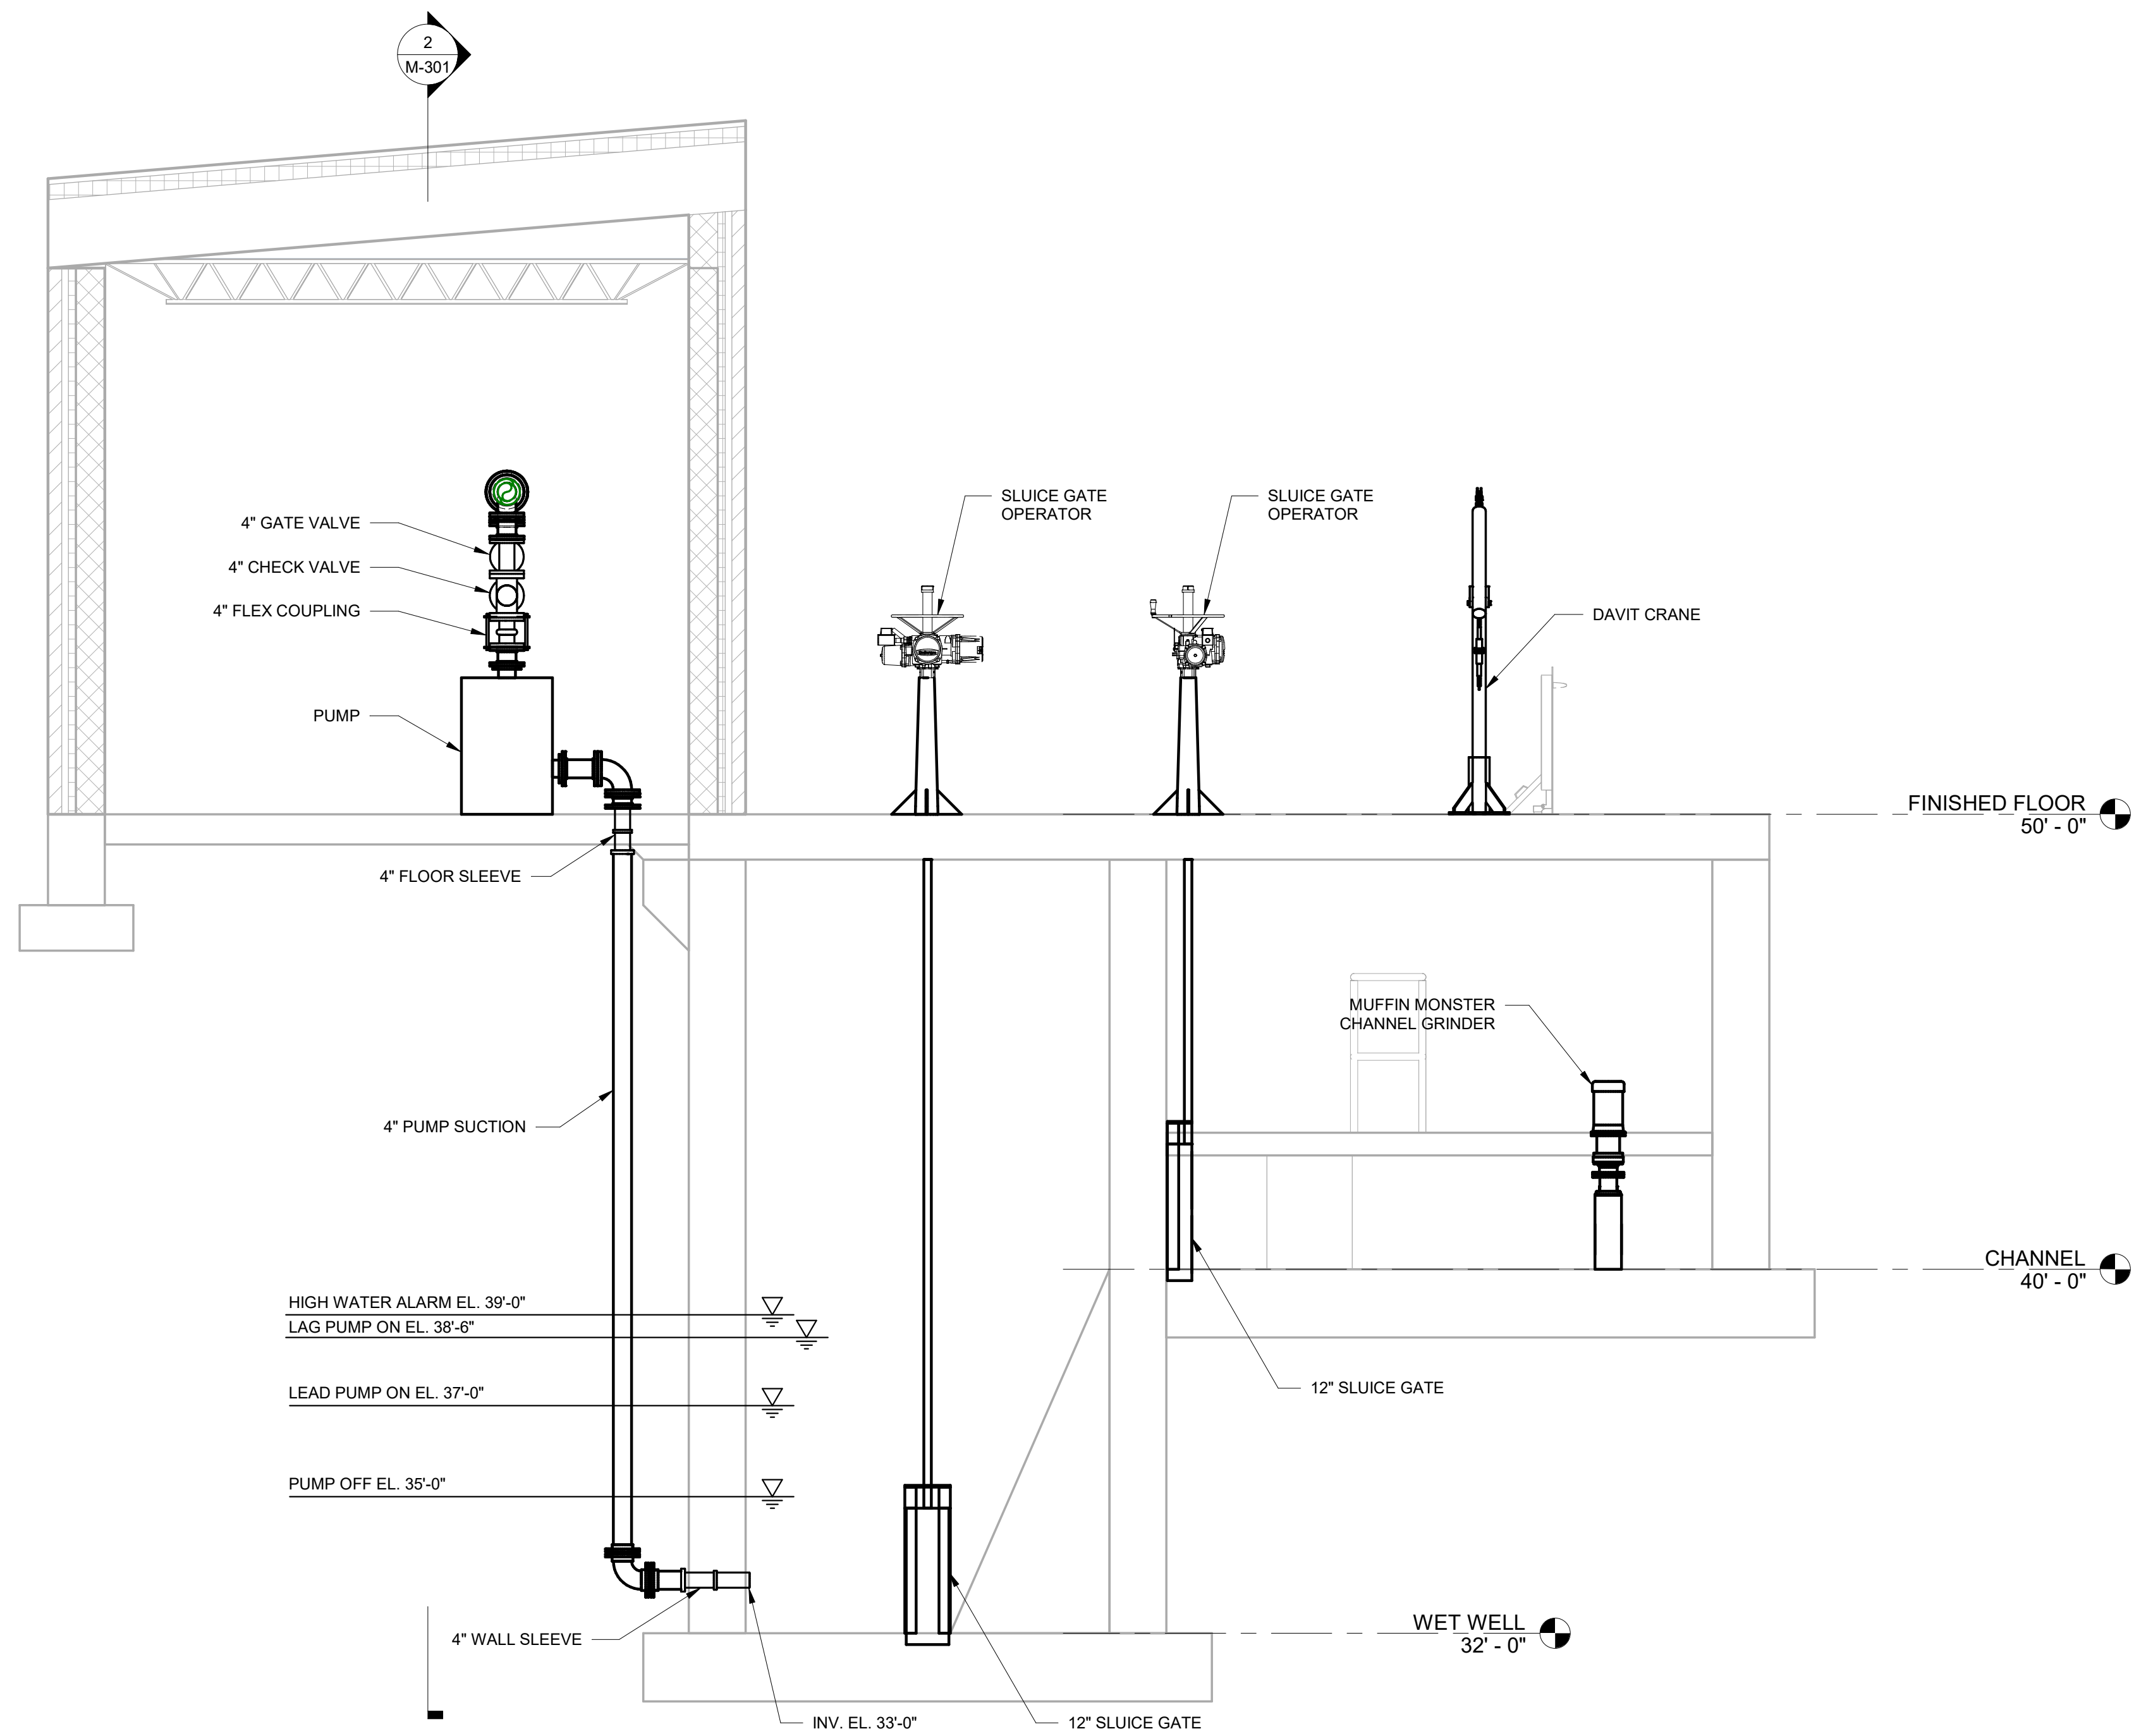 2
M-301
SLUICE GATE
OPERATOR
SLUICE GATE
OPERATOR
4" GATE VALVE
4" CHECK VALVE
4" FLEX COUPLING
DAVIT CRANE
PUMP
FINISHED FLOOR
50' - 0"
4" FLOOR SLEEVE
MUFFIN MONSTER
CHANNEL GRINDER
4" PUMP SUCTION
CHANNEL
40' - 0"
HIGH WATER ALARM EL. 39'-0"
LAG PUMP ON EL. 38'-6"
LEAD PUMP ON EL. 37'-0"
12" SLUICE GATE
PUMP OFF EL. 35'-0"
WET WELL
32' - 0"
4" WALL SLEEVE
INV. EL. 33'-0"
12" SLUICE GATE